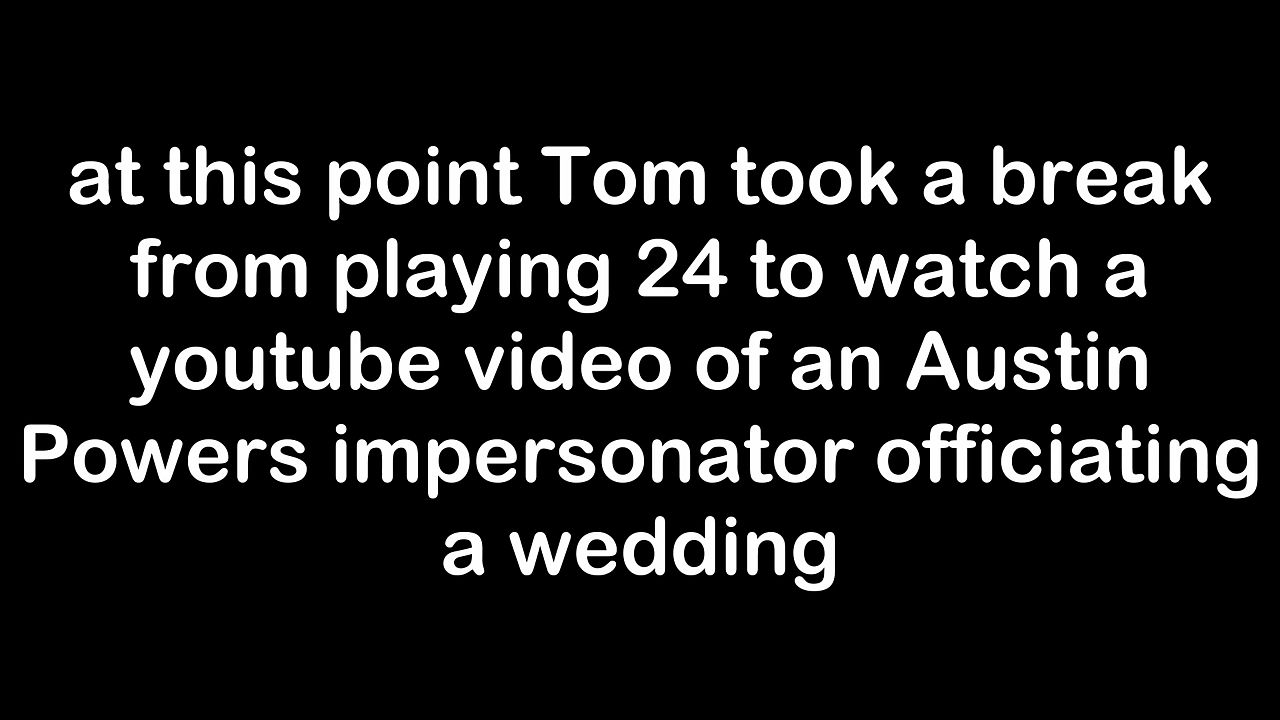 at this point Tom took a break
from playing 24 to watch a
youtube video of an Austin
Powers impersonator officiating
a wedding